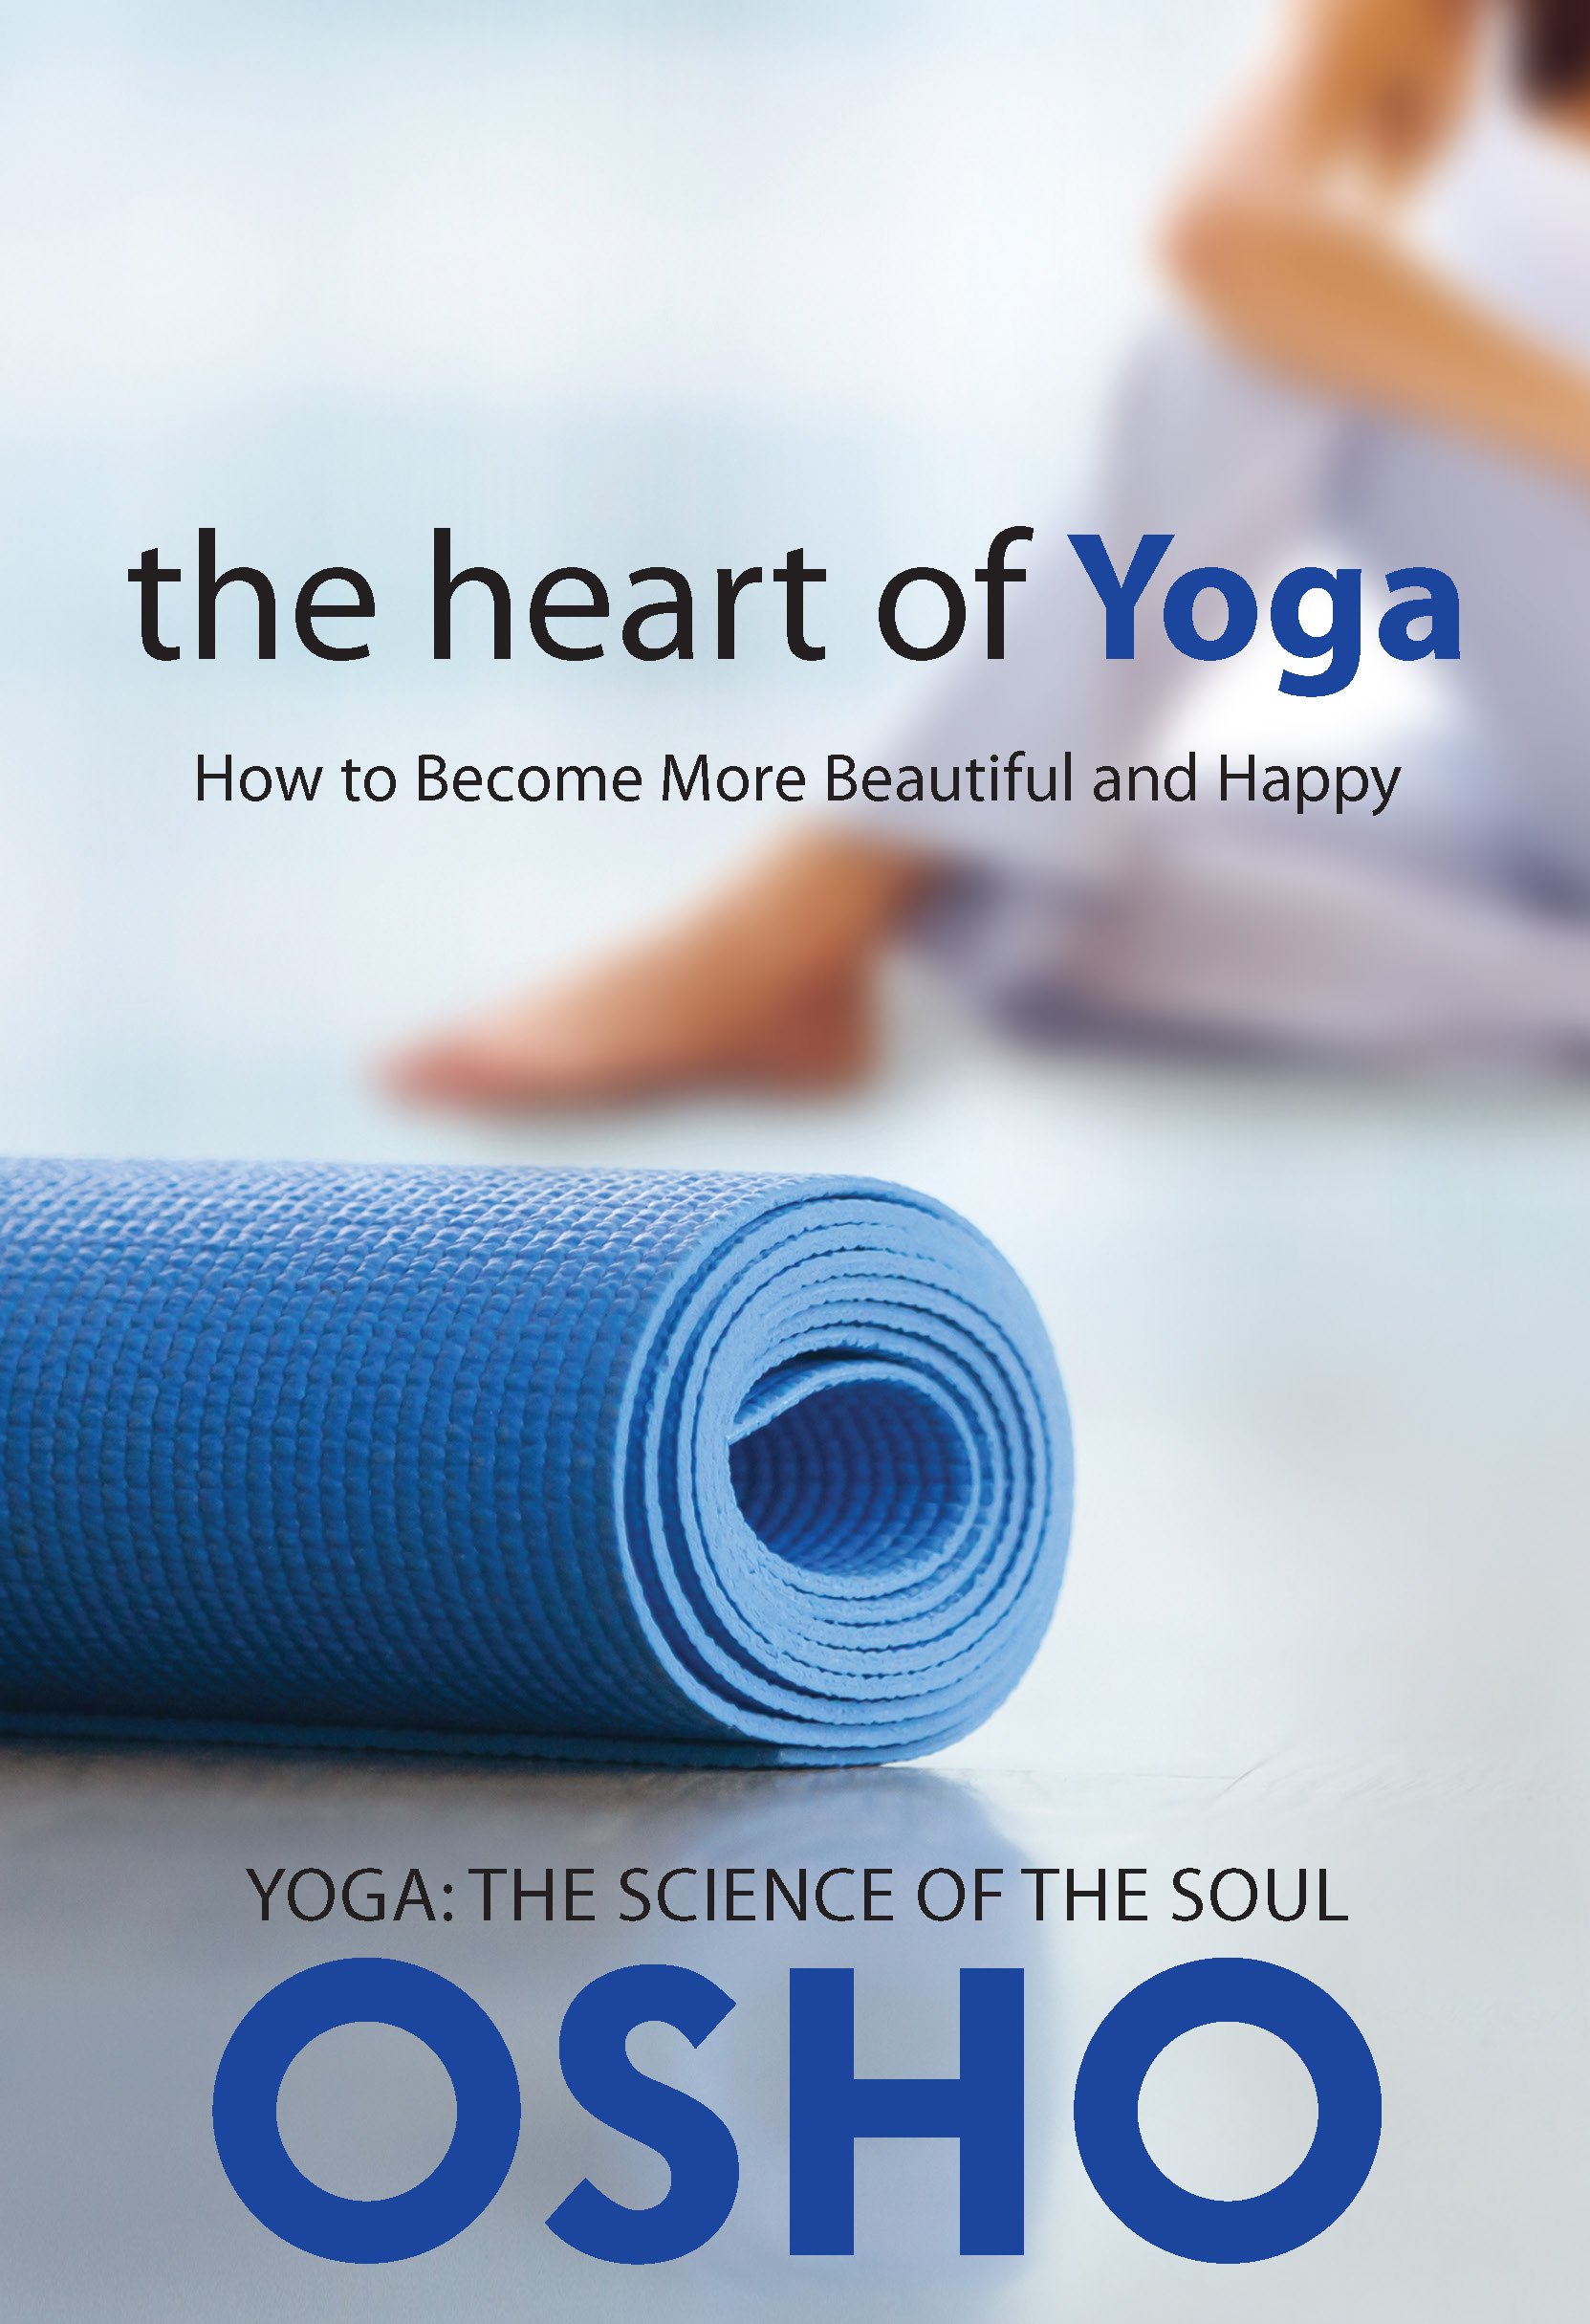 the heart of Yoga
How to Become More Beautiful and Happy
YOGA: THE SCIENCE OF THE SOUL
OSHO